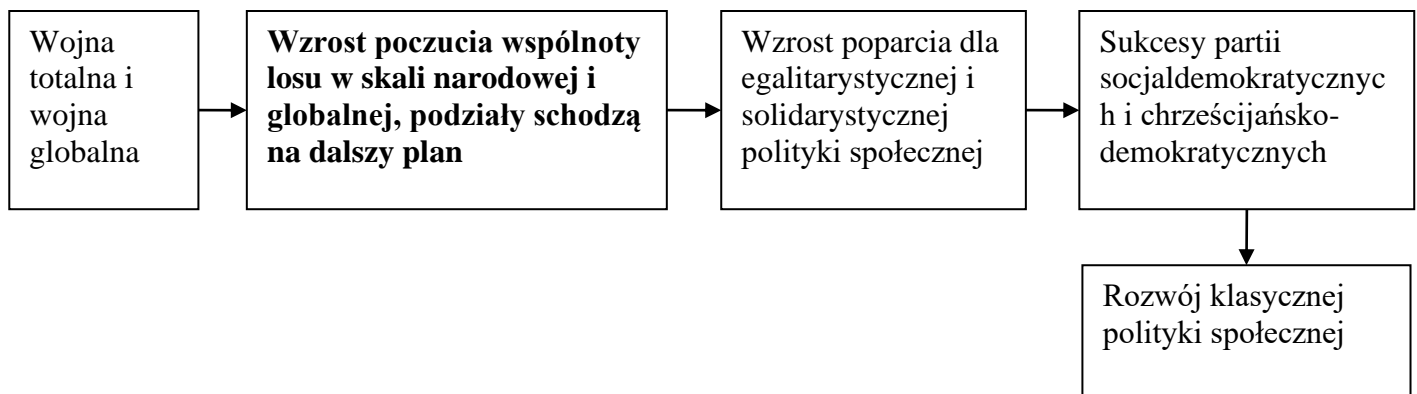 Wojna
totalna i
wojna
globalna
Wzrost poczucia wspólnoty
losu w skali narodowej i
globalnej, podziały schodzą
na dalszy plan
Wzrost poparcia dla
egalitarystycznej i
solidarystycznej
polityki społecznej
Sukcesy partii
socjaldemokratycznyc
h i chrześcijańsko-
demokratycznych
Rozwój klasycznej
polityki społecznej